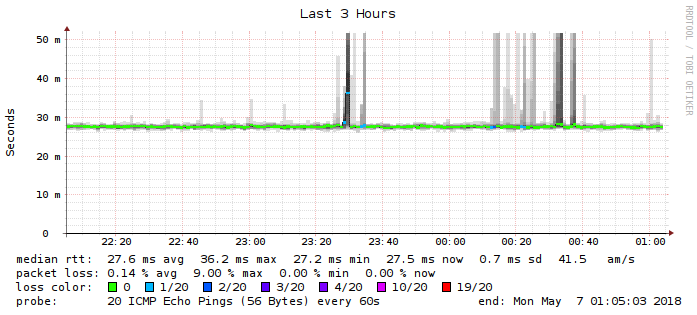 Last 3 Hours
RRDTOOL / TOBI OETIKER
Seconds
50 m
40 m
30 m
20 m
10 m
0
22:20 22:40 23:00 23:20 23:40 00:00 00:20 00:40 01:00
median rtt: 27.6 ms avg 36.2 ms max 27.2 ms min 27.5 ms now 0.7 ms sd 41.5 am/s
packet loss: 0.14 % avg 9.00 % max 0.00 % min 0.00 % now
loss color: 0 1/20 2/20 3/20 4/20 10/20 19/20
probe: 20 ICMP Echo Pings (56 Bytes) every 60s end: Mon May 7 01:05:03 2018